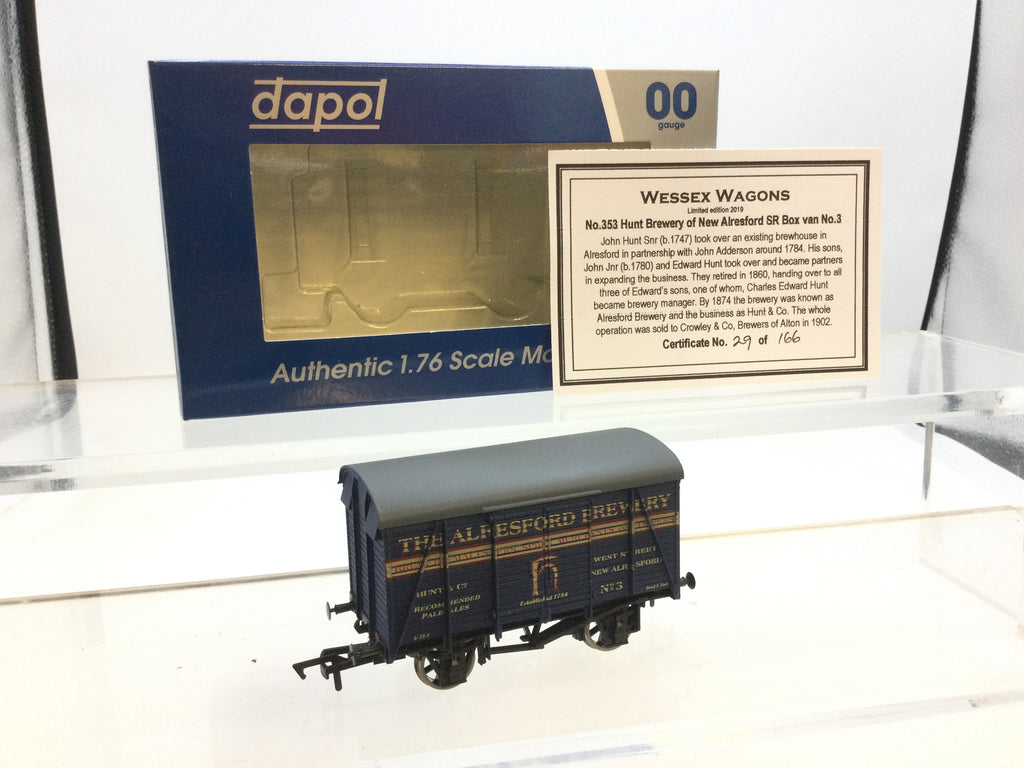 dapol
00
gauge
Authentic 1.76 Scale Mo
WESSEX WAGONS
Limited edition 2019
No.353 Hunt Brewery of New Alresford SR Box van No.3
John Hunt Snr (b.1747) took over an existing brewhouse in
Alresford in partnership with John Adderson around 1784. His sons,
John Jnr (b.1780) and Edward Hunt took over and became partners
in expanding the business. They retired in 1860, handing over to all
three of Edward's sons, one of whom, Charles Edward Hunt
became brewery manager. By 1874 the brewery was known as
Alresford Brewery and the business as Hunt & Co. The whole
operation was sold to Crowley & Co, Brewers of Alton in 1902.
Certificate No. 29 of 166
THE ALRESFORD BREWERY
HUNT & Co
RECOMMENDED
PALE ALES
Established 1784
WEST STREET
NEW ALRESFORD
No 3